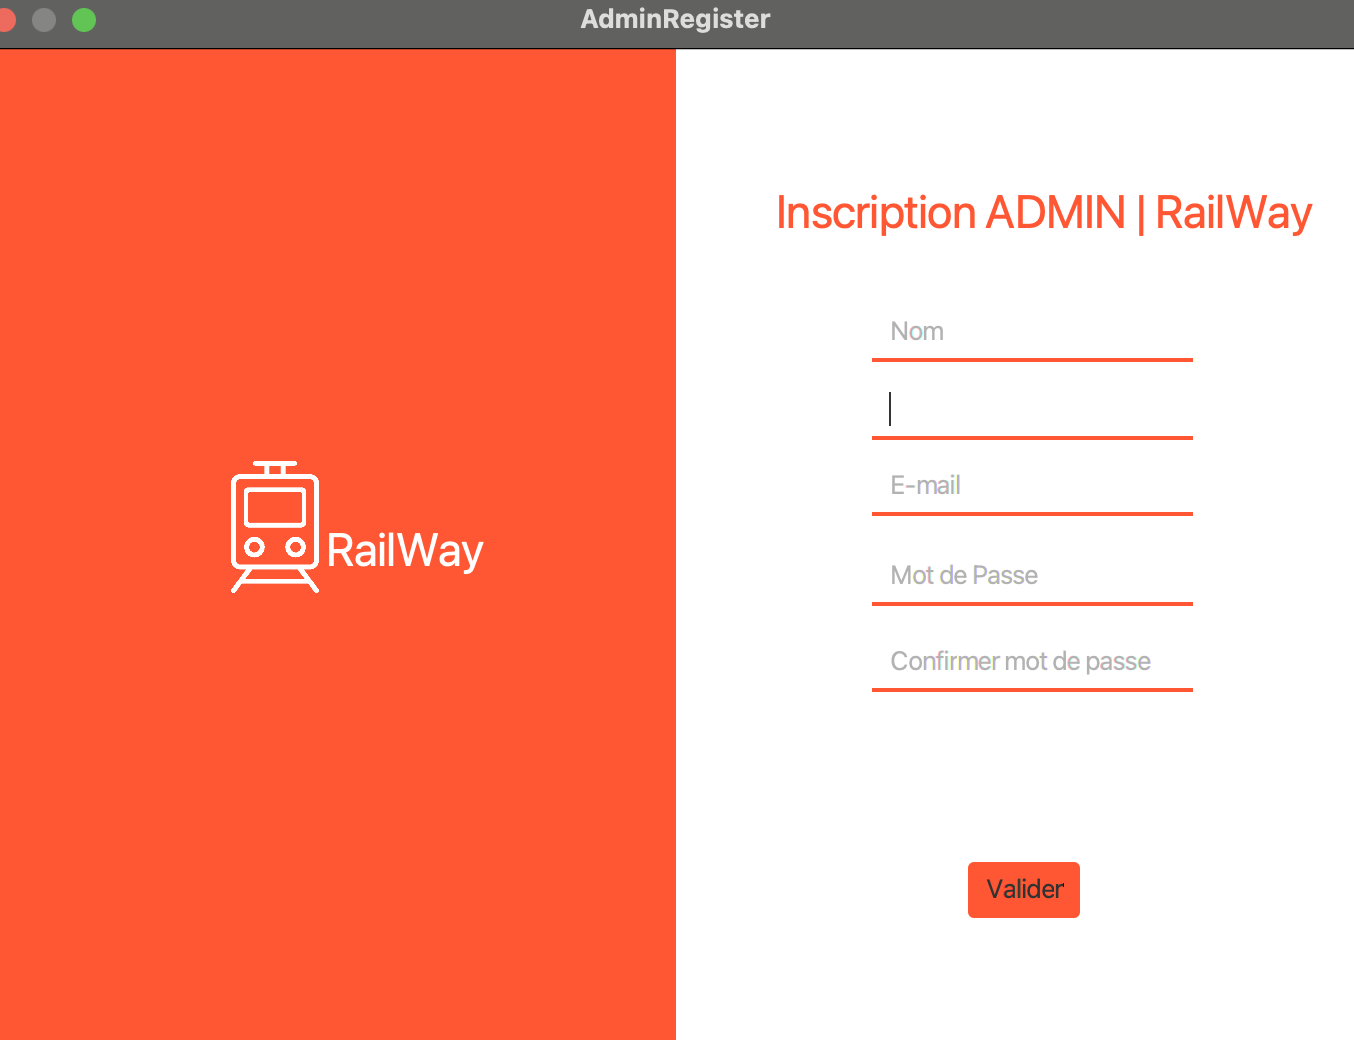 AdminRegister
Inscription ADMIN | RailWay
Nom
E-mail
RailWay
Mot de Passe
Confirmer mot de passe
Valider